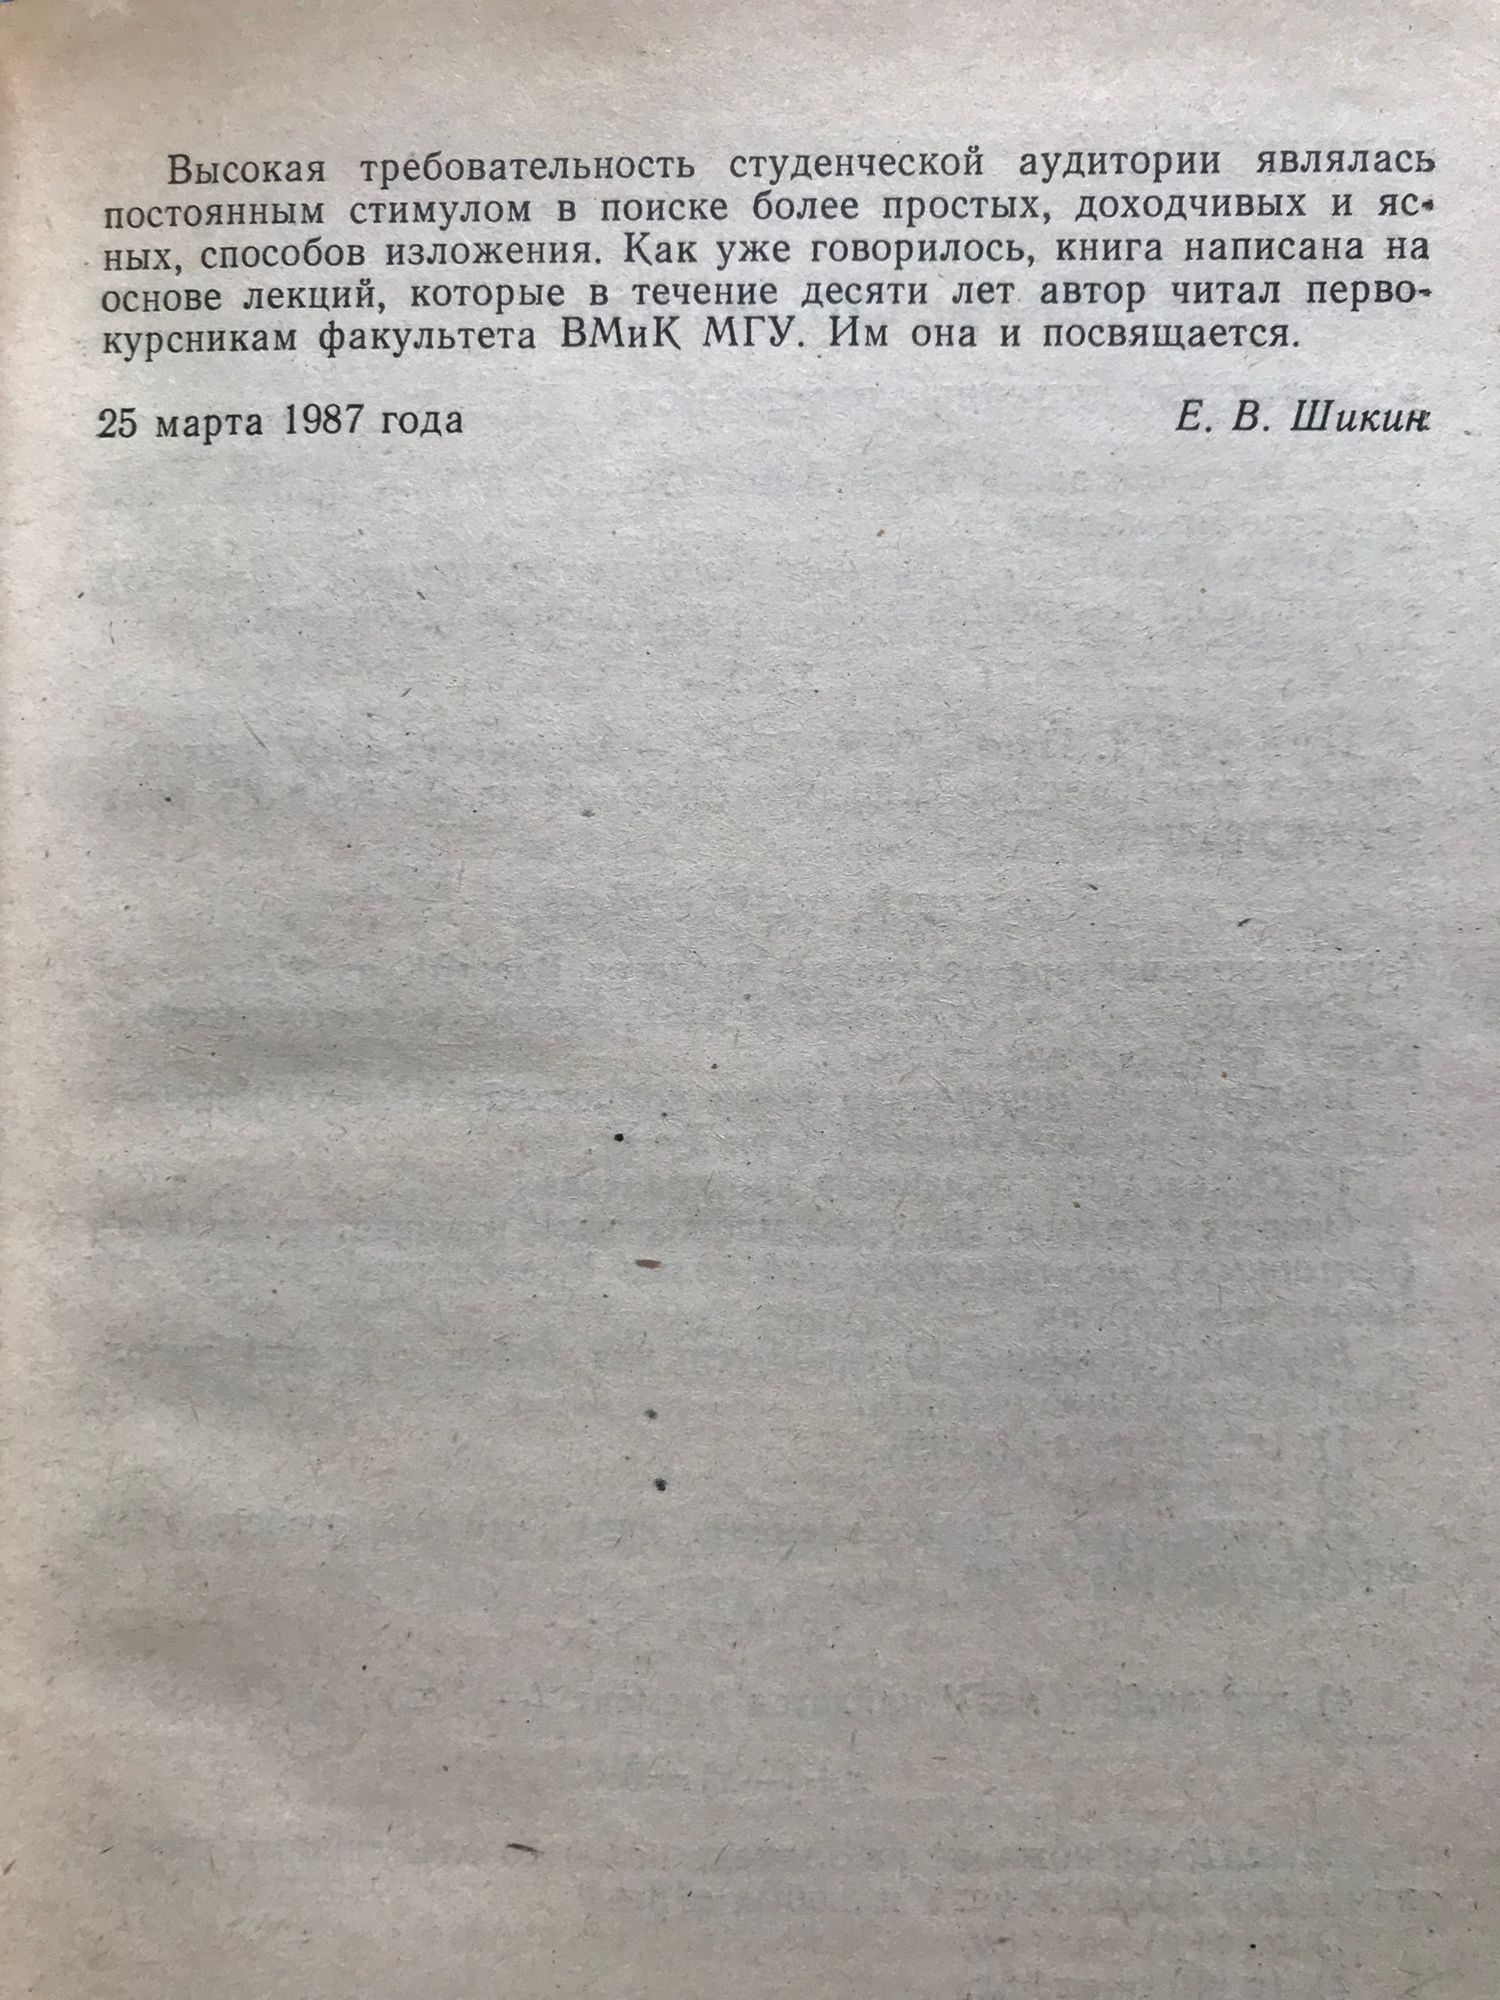 Высокая требовательность студенческой аудитории являлась
постоянным стимулом в поиске более простых, доходчивых и яс-
ных, способов изложения. Как уже говорилось, книга написана на
основе лекций, которые в течение десяти лет автор читал перво-
курсникам факультета ВМиК МГУ. Им она и посвящается.
25 марта 1987 года Е. В. Шикин